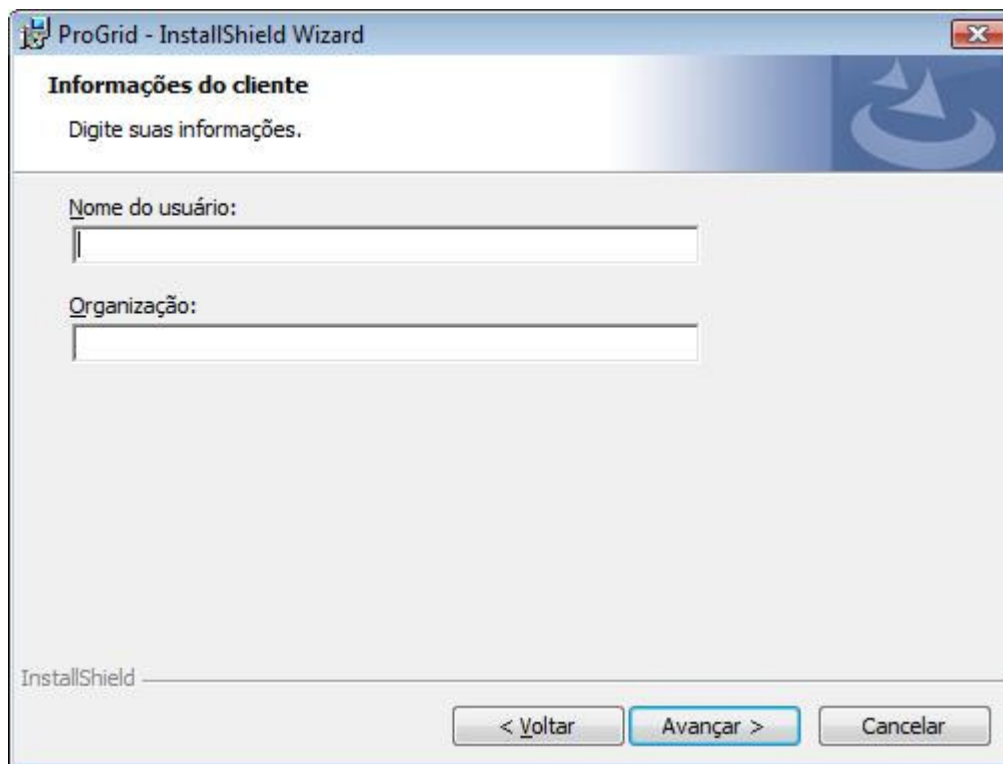 ProGrid - InstallShield Wizard
Informações do cliente
Digite suas informações.
Nome do usuário:
Organização:
InstallShield
< Voltar
Avançar >
Cancelar